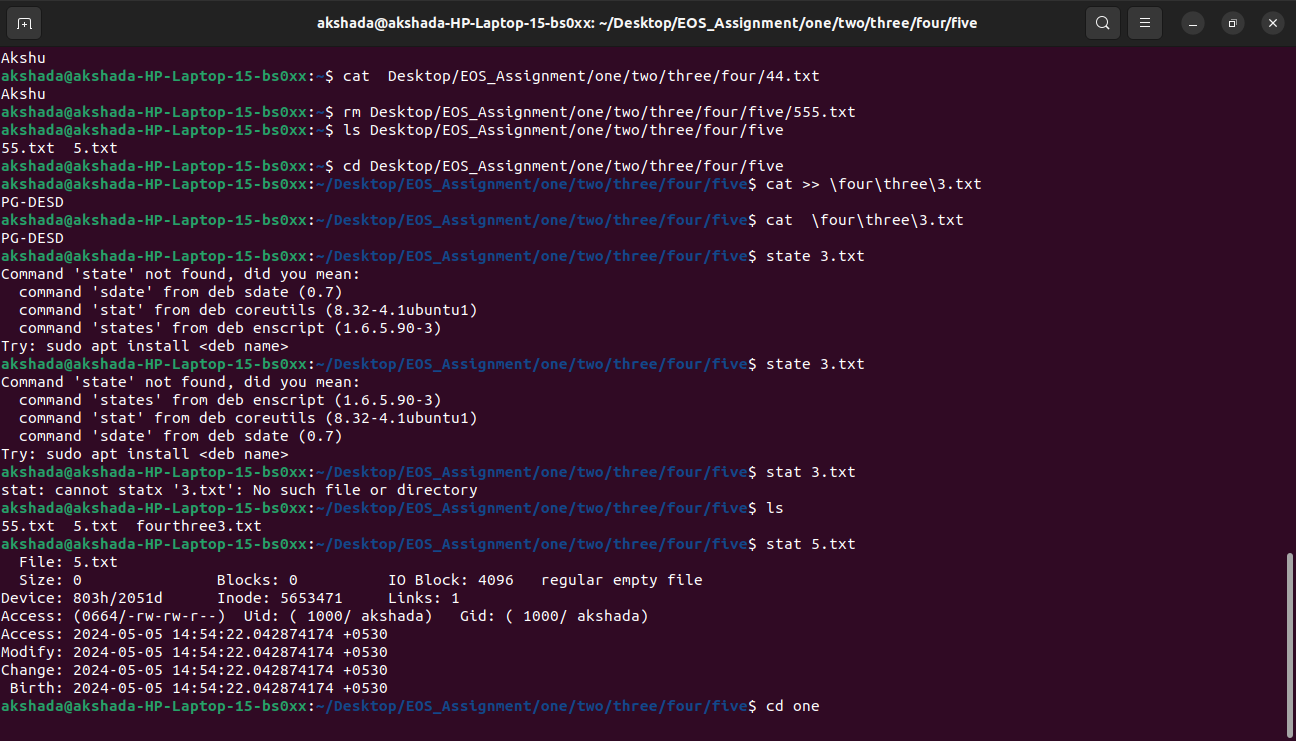 akshada@akshada-HP-Laptop-15-bs0xx: ~/Desktop/EOS_Assignment/one/two/three/four/five
Akshu
akshada@akshada-HP-Laptop-15-bs0xx:~$ cat  Desktop/EOS_Assignment/one/two/three/four/44.txt
Akshu
akshada@akshada-HP-Laptop-15-bs0xx:~$ rm Desktop/EOS_Assignment/one/two/three/four/five/555.txt
akshada@akshada-HP-Laptop-15-bs0xx:~$ ls Desktop/EOS_Assignment/one/two/three/four/five
55.txt  5.txt
akshada@akshada-HP-Laptop-15-bs0xx:~$ cd Desktop/EOS_Assignment/one/two/three/four/five
akshada@akshada-HP-Laptop-15-bs0xx:~/Desktop/EOS_Assignment/one/two/three/four/five$ cat >> \four\three\3.txt
PG-DESD
akshada@akshada-HP-Laptop-15-bs0xx:~/Desktop/EOS_Assignment/one/two/three/four/five$ cat  \four\three\3.txt
PG-DESD
akshada@akshada-HP-Laptop-15-bs0xx:~/Desktop/EOS_Assignment/one/two/three/four/five$ state 3.txt
Command 'state' not found, did you mean:
  command 'sdate' from deb sdate (0.7)
  command 'stat' from deb coreutils (8.32-4.1ubuntu1)
  command 'states' from deb enscript (1.6.5.90-3)
Try: sudo apt install <deb name>
akshada@akshada-HP-Laptop-15-bs0xx:~/Desktop/EOS_Assignment/one/two/three/four/five$ state 3.txt
Command 'state' not found, did you mean:
  command 'states' from deb enscript (1.6.5.90-3)
  command 'stat' from deb coreutils (8.32-4.1ubuntu1)
  command 'sdate' from deb sdate (0.7)
Try: sudo apt install <deb name>
akshada@akshada-HP-Laptop-15-bs0xx:~/Desktop/EOS_Assignment/one/two/three/four/five$ stat 3.txt
stat: cannot statx '3.txt': No such file or directory
akshada@akshada-HP-Laptop-15-bs0xx:~/Desktop/EOS_Assignment/one/two/three/four/five$ ls
55.txt  5.txt  fourthree3.txt
akshada@akshada-HP-Laptop-15-bs0xx:~/Desktop/EOS_Assignment/one/two/three/four/five$ stat 5.txt
  File: 5.txt
  Size: 0               Blocks: 0          IO Block: 4096   regular empty file
Device: 803h/2051d      Inode: 5653471     Links: 1
Access: (0664/-rw-rw-r--)  Uid: ( 1000/ akshada)   Gid: ( 1000/ akshada)
Access: 2024-05-05 14:54:22.042874174 +0530
Modify: 2024-05-05 14:54:22.042874174 +0530
Change: 2024-05-05 14:54:22.042874174 +0530
 Birth: 2024-05-05 14:54:22.042874174 +0530
akshada@akshada-HP-Laptop-15-bs0xx:~/Desktop/EOS_Assignment/one/two/three/four/five$ cd one